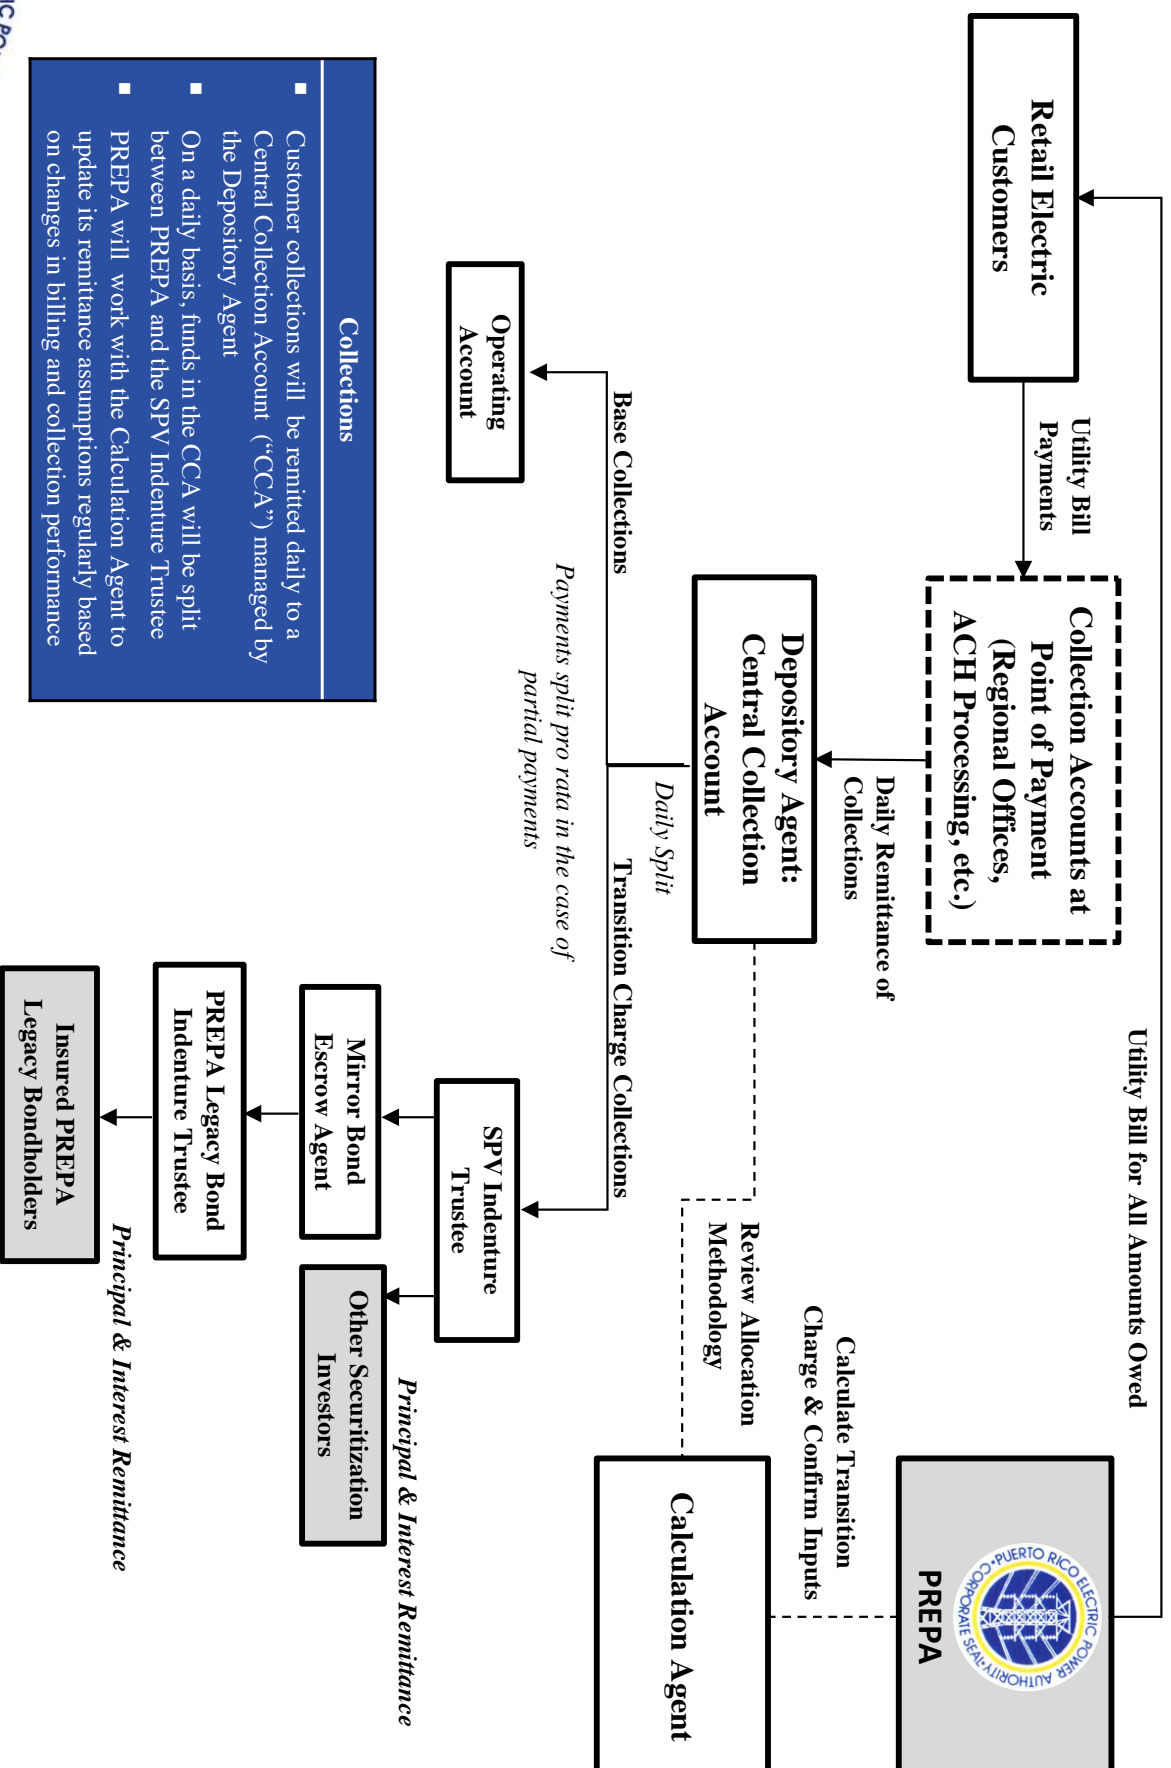 Utility Bill for All Amounts Owed
Retail Electric
Customers
Utility Bill
Payments
Collection Accounts at
Point of Payment
(Regional Offices,
ACH Processing, etc.)
PUERTO RICO ELECTRIC POWER AUTHORITY
CORPORATE SEAL
PREPA
Daily Remittance of
Collections
Calculate Transition
Charge & Confirm Inputs
Depository Agent:
Central Collection
Account
Review Allocation
Methodology
Calculation Agent
Daily Split
Base Collections
Transition Charge Collections
Payments split pro rata in the case of
partial payments
Operating
Account
SPV Indenture
Trustee
Principal & Interest Remittance
Mirror Bond
Escrow Agent
Other Securitization
Investors
PREPA Legacy Bond
Indenture Trustee
Principal & Interest Remittance
Insured PREPA
Legacy Bondholders
Collections
▪ Customer collections will be remitted daily to a
Central Collection Account (“CCA”) managed by
the Depository Agent
▪ On a daily basis, funds in the CCA will be split
between PREPA and the SPV Indenture Trustee
▪ PREPA will work with the Calculation Agent to
update its remittance assumptions regularly based
on changes in billing and collection performance